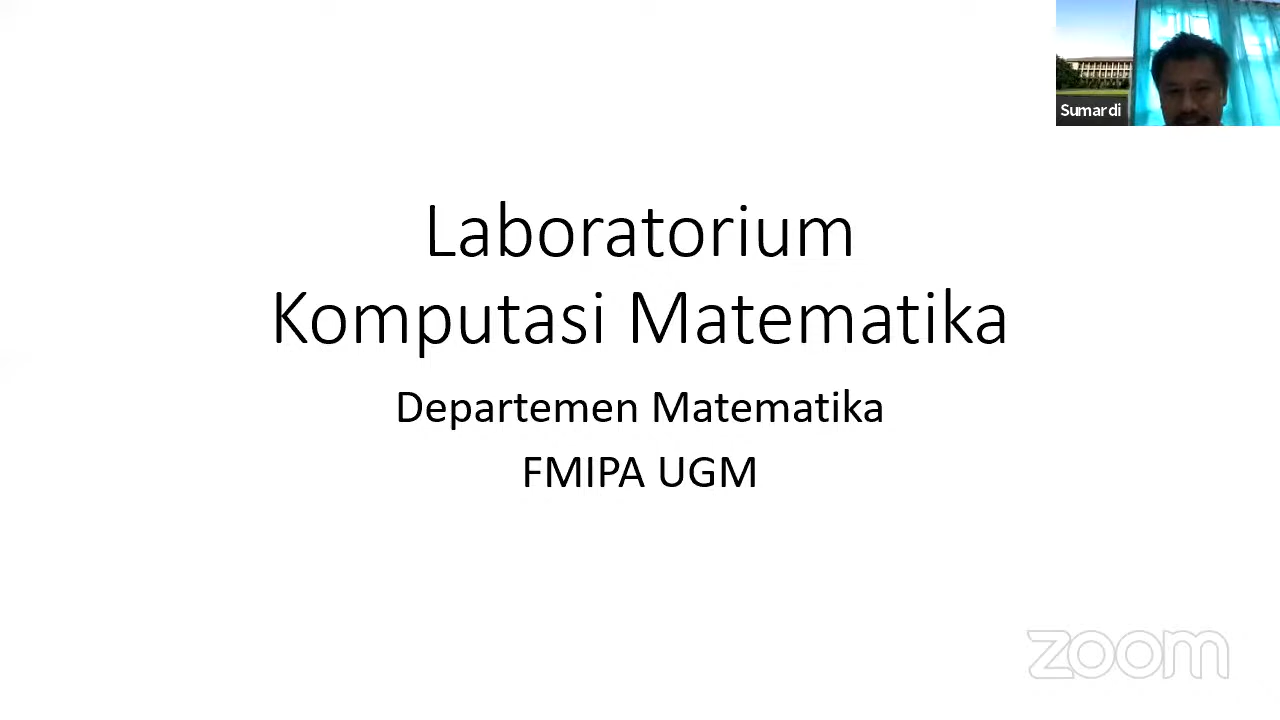 Sumardi
Laboratorium
Komputasi Matematika
Departemen Matematika
FMIPA UGM
zoom